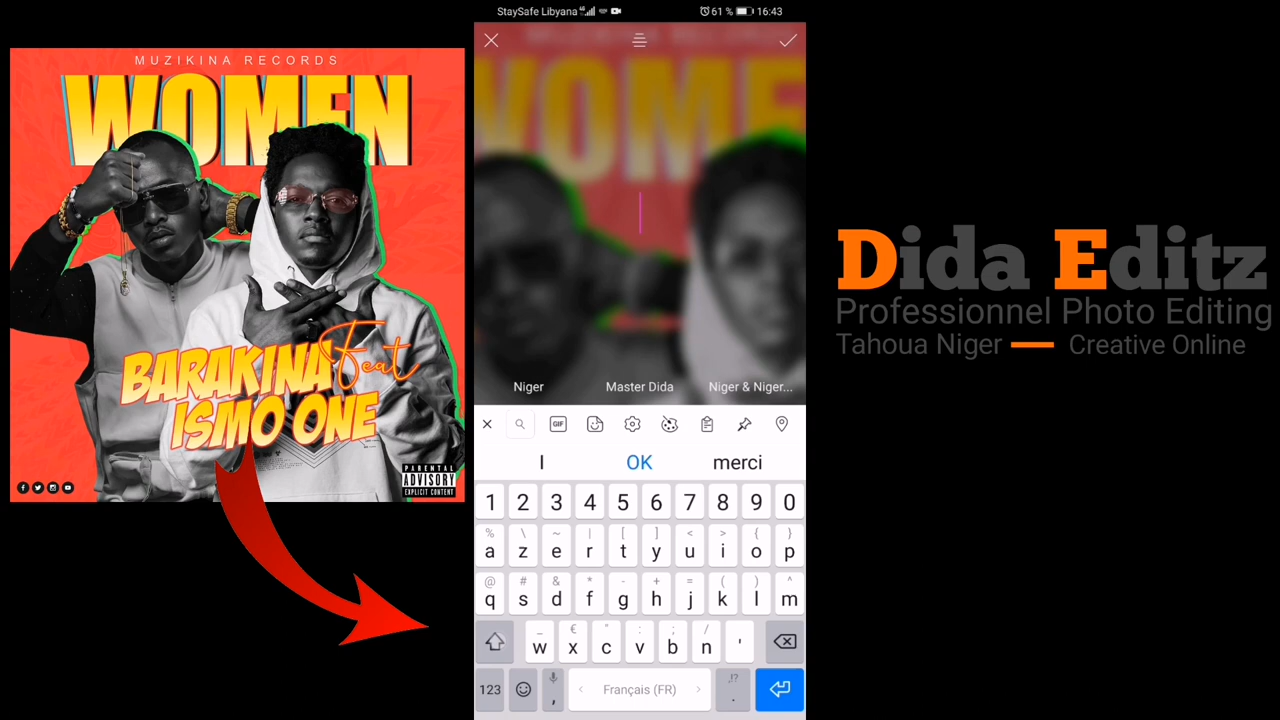 MUZIKINA RECORDS
WOMEN
BARAKINA Feat
ISMO ONE
PARENTAL
ADVISORY
EXPLICIT CONTENT
StaySafe Libyana 61 % 16:43
WOME
Niger Master Dida Niger & Niger...
GIF
I OK merci
1 2 3 4 5 6 7 8 9 0
% \ ~ | [ ] < > { }
a z e r t y u i o p
@ # & * - + = ( ) ^
q s d f g h j k l m
_ € " : ; /
w x c v b n '
123 , Français (FR) ,!? .
Dida Editz
Professionnel Photo Editing
Tahoua Niger — Creative Online